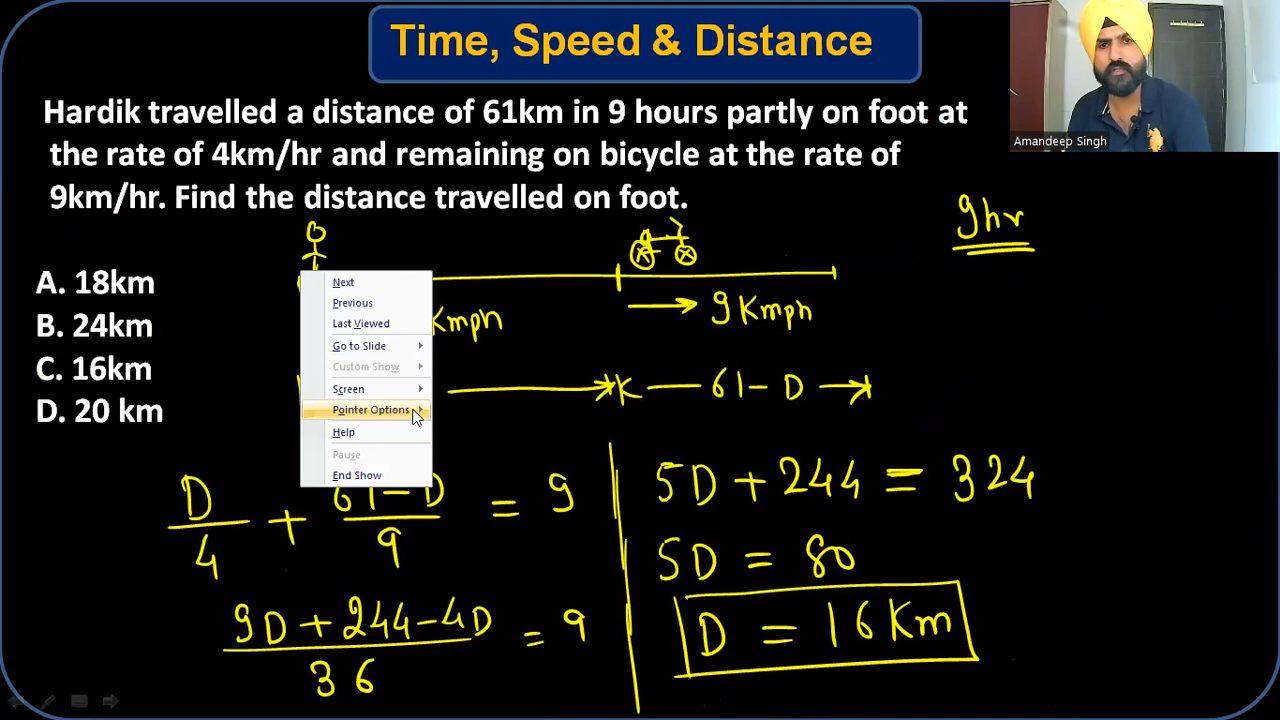 Time, Speed & Distance
Amandeep Singh
Hardik travelled a distance of 61km in 9 hours partly on foot at
the rate of 4km/hr and remaining on bicycle at the rate of
9km/hr. Find the distance travelled on foot.
9hr
A. 18km
B. 24km
C. 16km
D. 20 km
Next
Previous
Last Viewed
Go to Slide
Custom Show
Screen
Pointer Options
Help
Pause
End Show
Kmph
9 Kmph
61 - D
D/4 + 61-D/9 = 9
9D + 244 - 4D/36 = 9
5D + 244 = 324
5D = 80
D = 16 Km